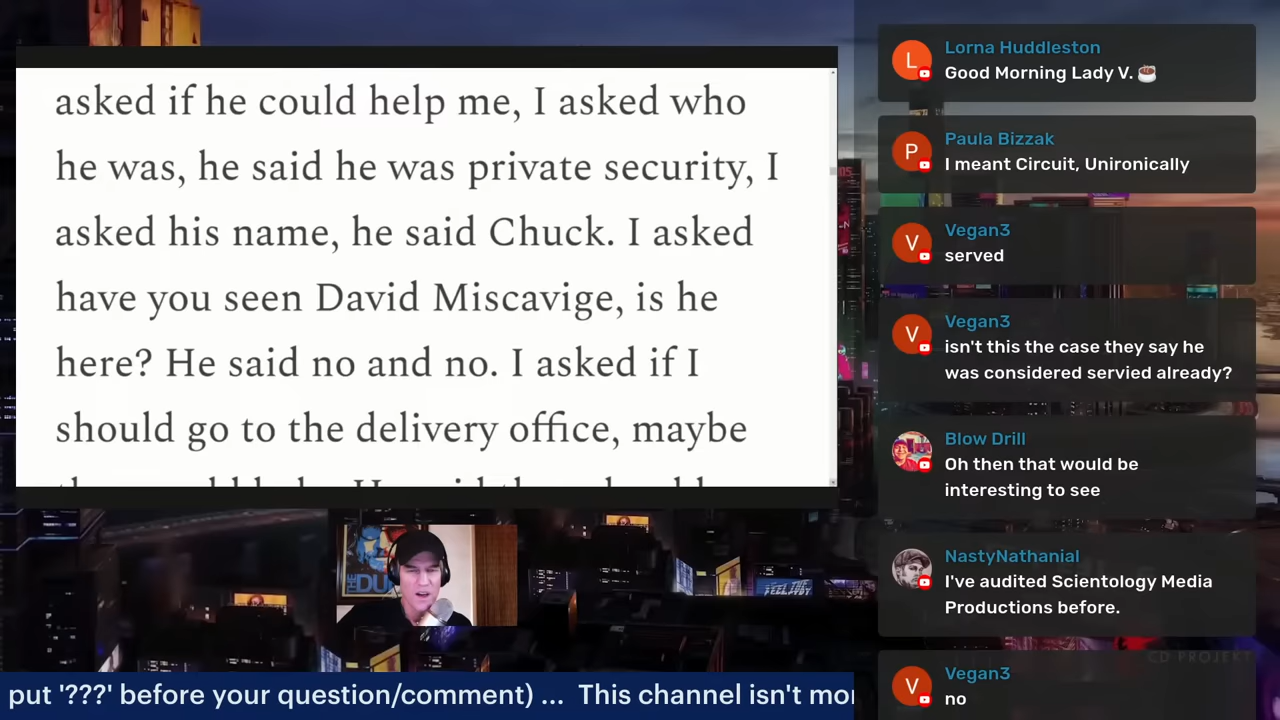 asked if he could help me, I asked who
he was, he said he was private security, I
asked his name, he said Chuck. I asked
have you seen David Miscavige, is he
here? He said no and no. I asked if I
should go to the delivery office, maybe
Lorna Huddleston
Good Morning Lady V. ☕
Paula Bizzak
I meant Circuit, Unironically
Vegan3
served
Vegan3
isn't this the case they say he
was considered servied already?
Blow Drill
Oh then that would be
interesting to see
NastyNathanial
I've audited Scientology Media
Productions before.
Vegan3
no
L
P
V
V
V
THE
DU
CD PROJEKT
put '???' before your question/comment) ... This channel isn't mo